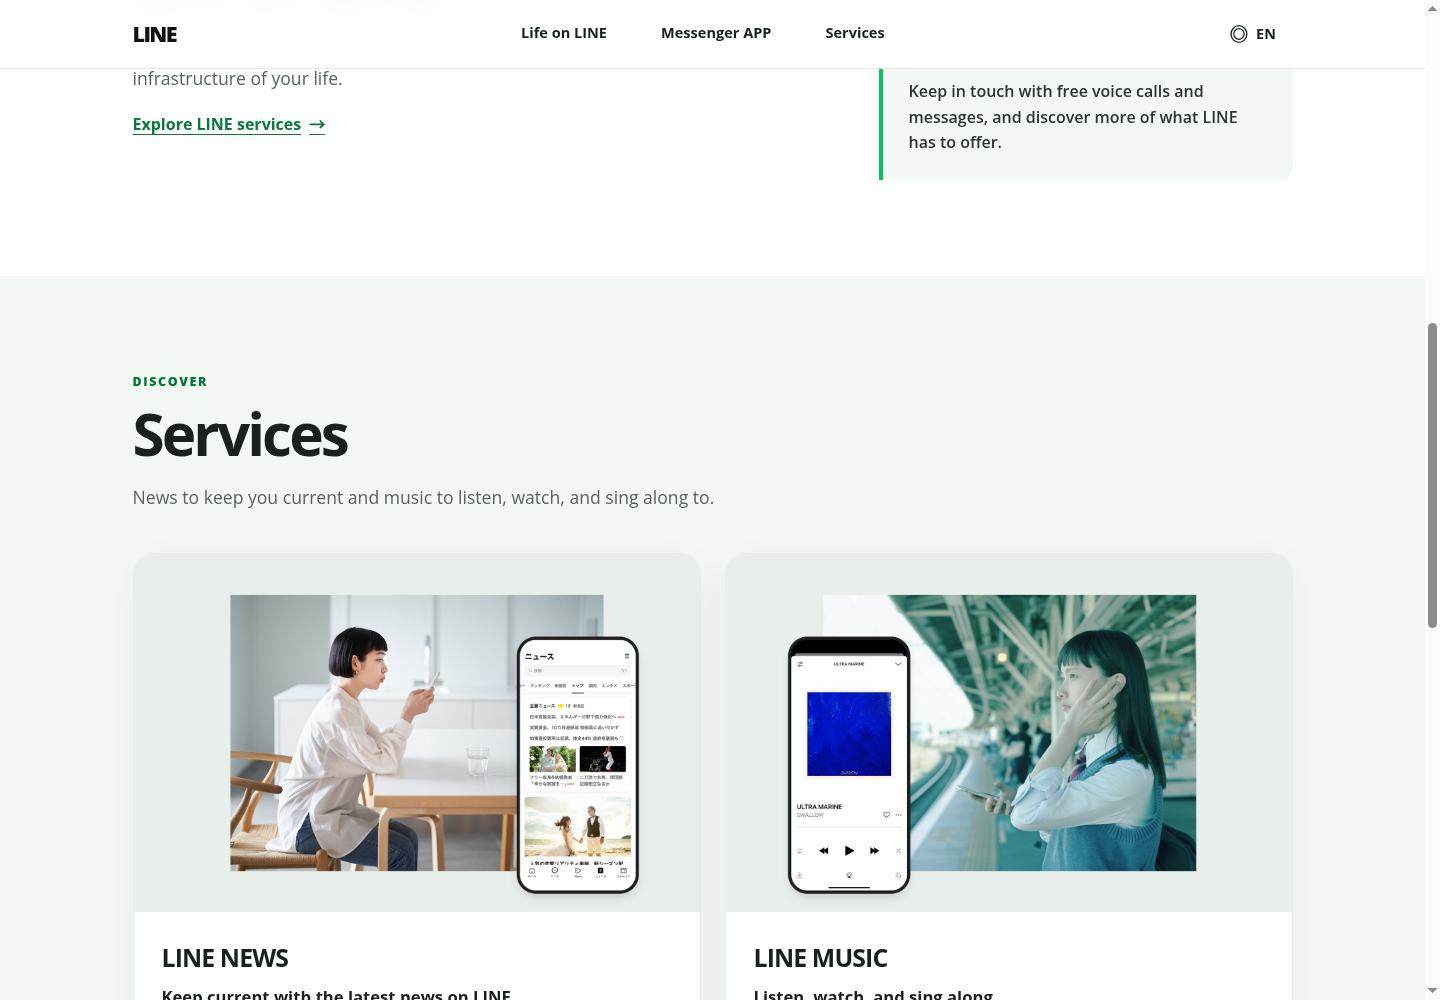 LINE
Life on LINE
Messenger APP
Services
EN
infrastructure of your life.
Explore LINE services →
Keep in touch with free voice calls and
messages, and discover more of what LINE
has to offer.
DISCOVER
Services
News to keep you current and music to listen, watch, and sing along to.
ニュース
ULTRA MARINE
ULTRA MARINE
SWALLOW
LINE NEWS
LINE MUSIC
Keep current with the latest news on LINE
Listen, watch, and sing along